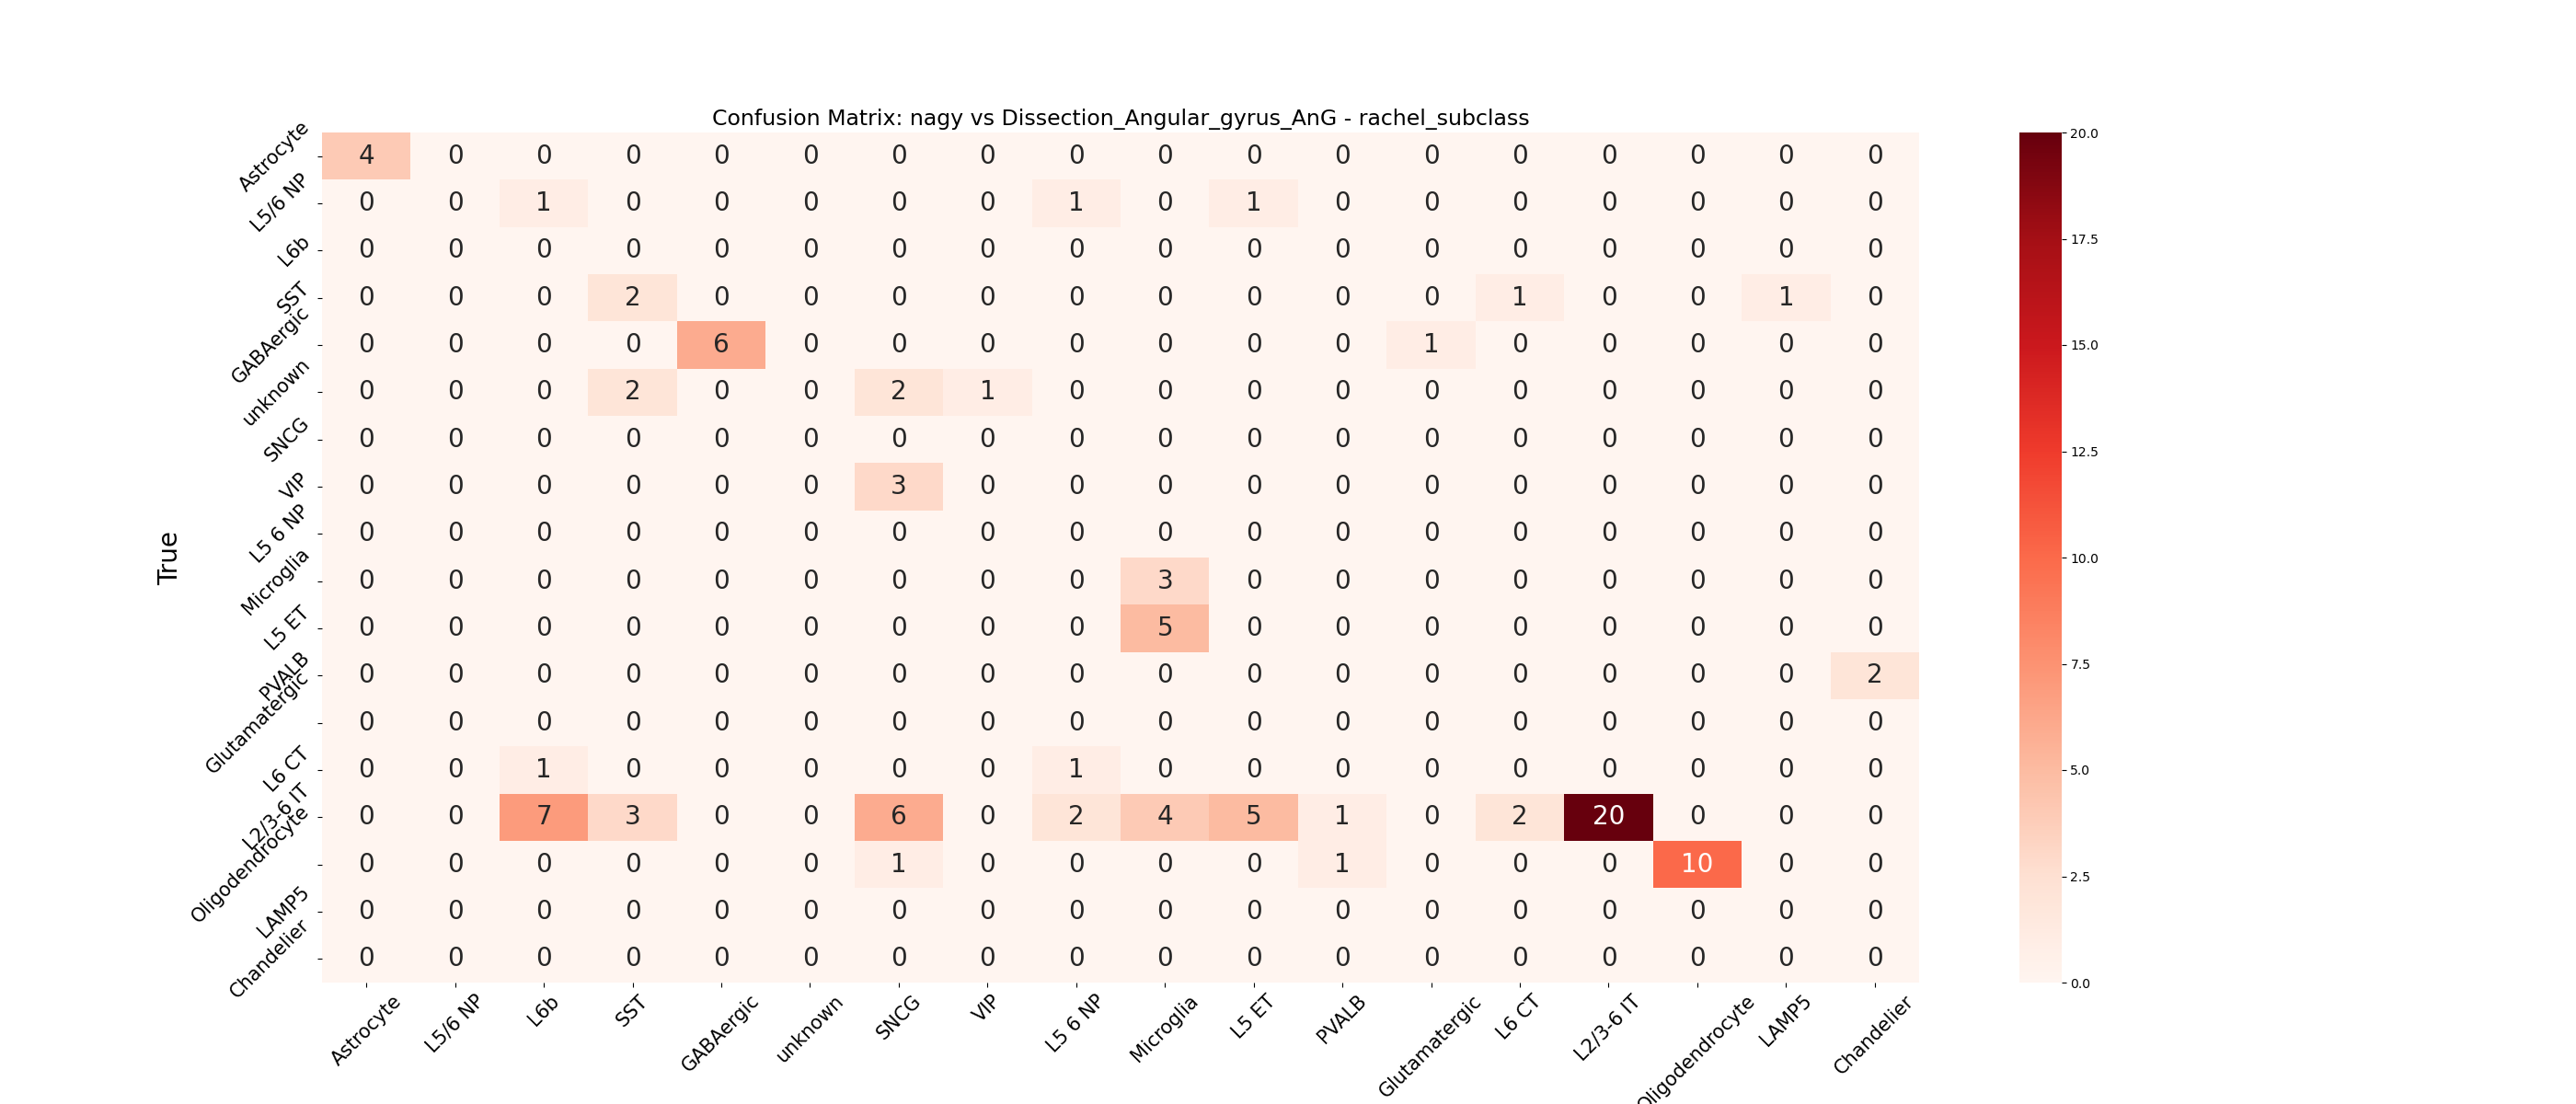 Confusion Matrix: nagy vs Dissection_Angular_gyrus_AnG - rachel_subclass
True
Astrocyte 4 0 0 0 0 0 0 0 0 0 0 0 0 0 0 0 0 0
L5/6 NP 0 0 1 0 0 0 0 0 1 0 1 0 0 0 0 0 0 0
L6b 0 0 0 0 0 0 0 0 0 0 0 0 0 0 0 0 0 0
SST 0 0 0 2 0 0 0 0 0 0 0 0 0 1 0 0 1 0
GABAergic 0 0 0 0 6 0 0 0 0 0 0 0 1 0 0 0 0 0
unknown 0 0 0 2 0 0 2 1 0 0 0 0 0 0 0 0 0 0
SNCG 0 0 0 0 0 0 0 0 0 0 0 0 0 0 0 0 0 0
VIP 0 0 0 0 0 0 3 0 0 0 0 0 0 0 0 0 0 0
L5 6 NP 0 0 0 0 0 0 0 0 0 0 0 0 0 0 0 0 0 0
Microglia 0 0 0 0 0 0 0 0 0 3 0 0 0 0 0 0 0 0
L5 ET 0 0 0 0 0 0 0 0 0 5 0 0 0 0 0 0 0 0
PVALB 0 0 0 0 0 0 0 0 0 0 0 0 0 0 0 0 0 2
Glutamatergic 0 0 0 0 0 0 0 0 0 0 0 0 0 0 0 0 0 0
L6 CT 0 0 1 0 0 0 0 0 1 0 0 0 0 0 0 0 0 0
L2/3-6 IT 0 0 7 3 0 0 6 0 2 4 5 1 0 2 20 0 0 0
Oligodendrocyte 0 0 0 0 0 0 1 0 0 0 0 1 0 0 0 10 0 0
LAMP5 0 0 0 0 0 0 0 0 0 0 0 0 0 0 0 0 0 0
Chandelier 0 0 0 0 0 0 0 0 0 0 0 0 0 0 0 0 0 0
Astrocyte L5/6 NP L6b SST GABAergic unknown SNCG VIP L5 6 NP Microglia L5 ET PVALB Glutamatergic L6 CT L2/3-6 IT Oligodendrocyte LAMP5 Chandelier
20.0
17.5
15.0
12.5
10.0
7.5
5.0
2.5
0.0